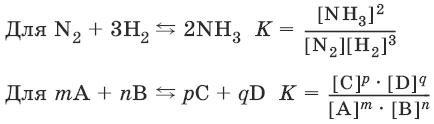 Для N₂ + 3H₂ ⇆ 2NH₃ K = [NH₃]² / [N₂][H₂]³
Для mA + nB ⇆ pC + qD K = [C]ᵖ · [D]^q / [A]ᵐ · [B]ⁿ